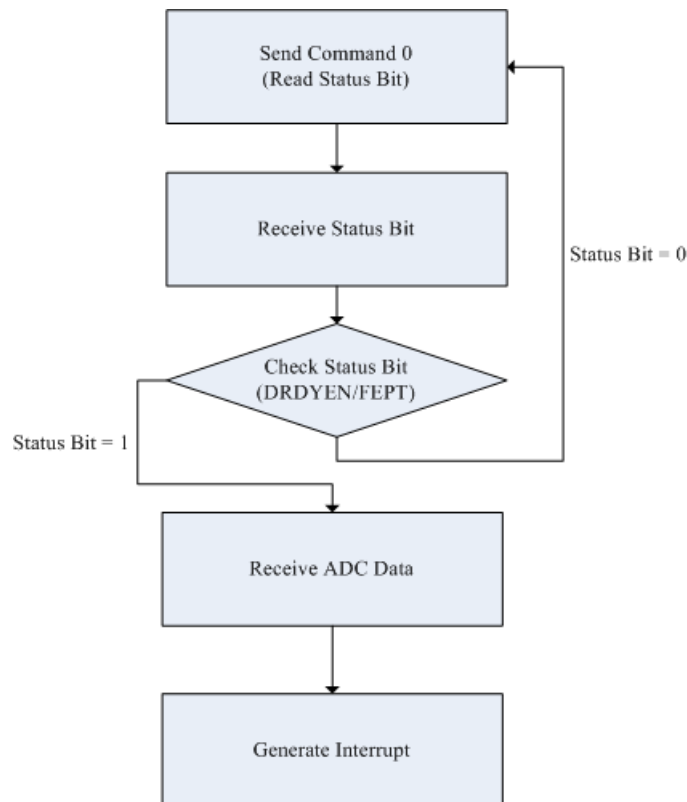 Send Command 0
(Read Status Bit)
Receive Status Bit
Status Bit = 0
Check Status Bit
(DRDYEN/FEPT)
Status Bit = 1
Receive ADC Data
Generate Interrupt